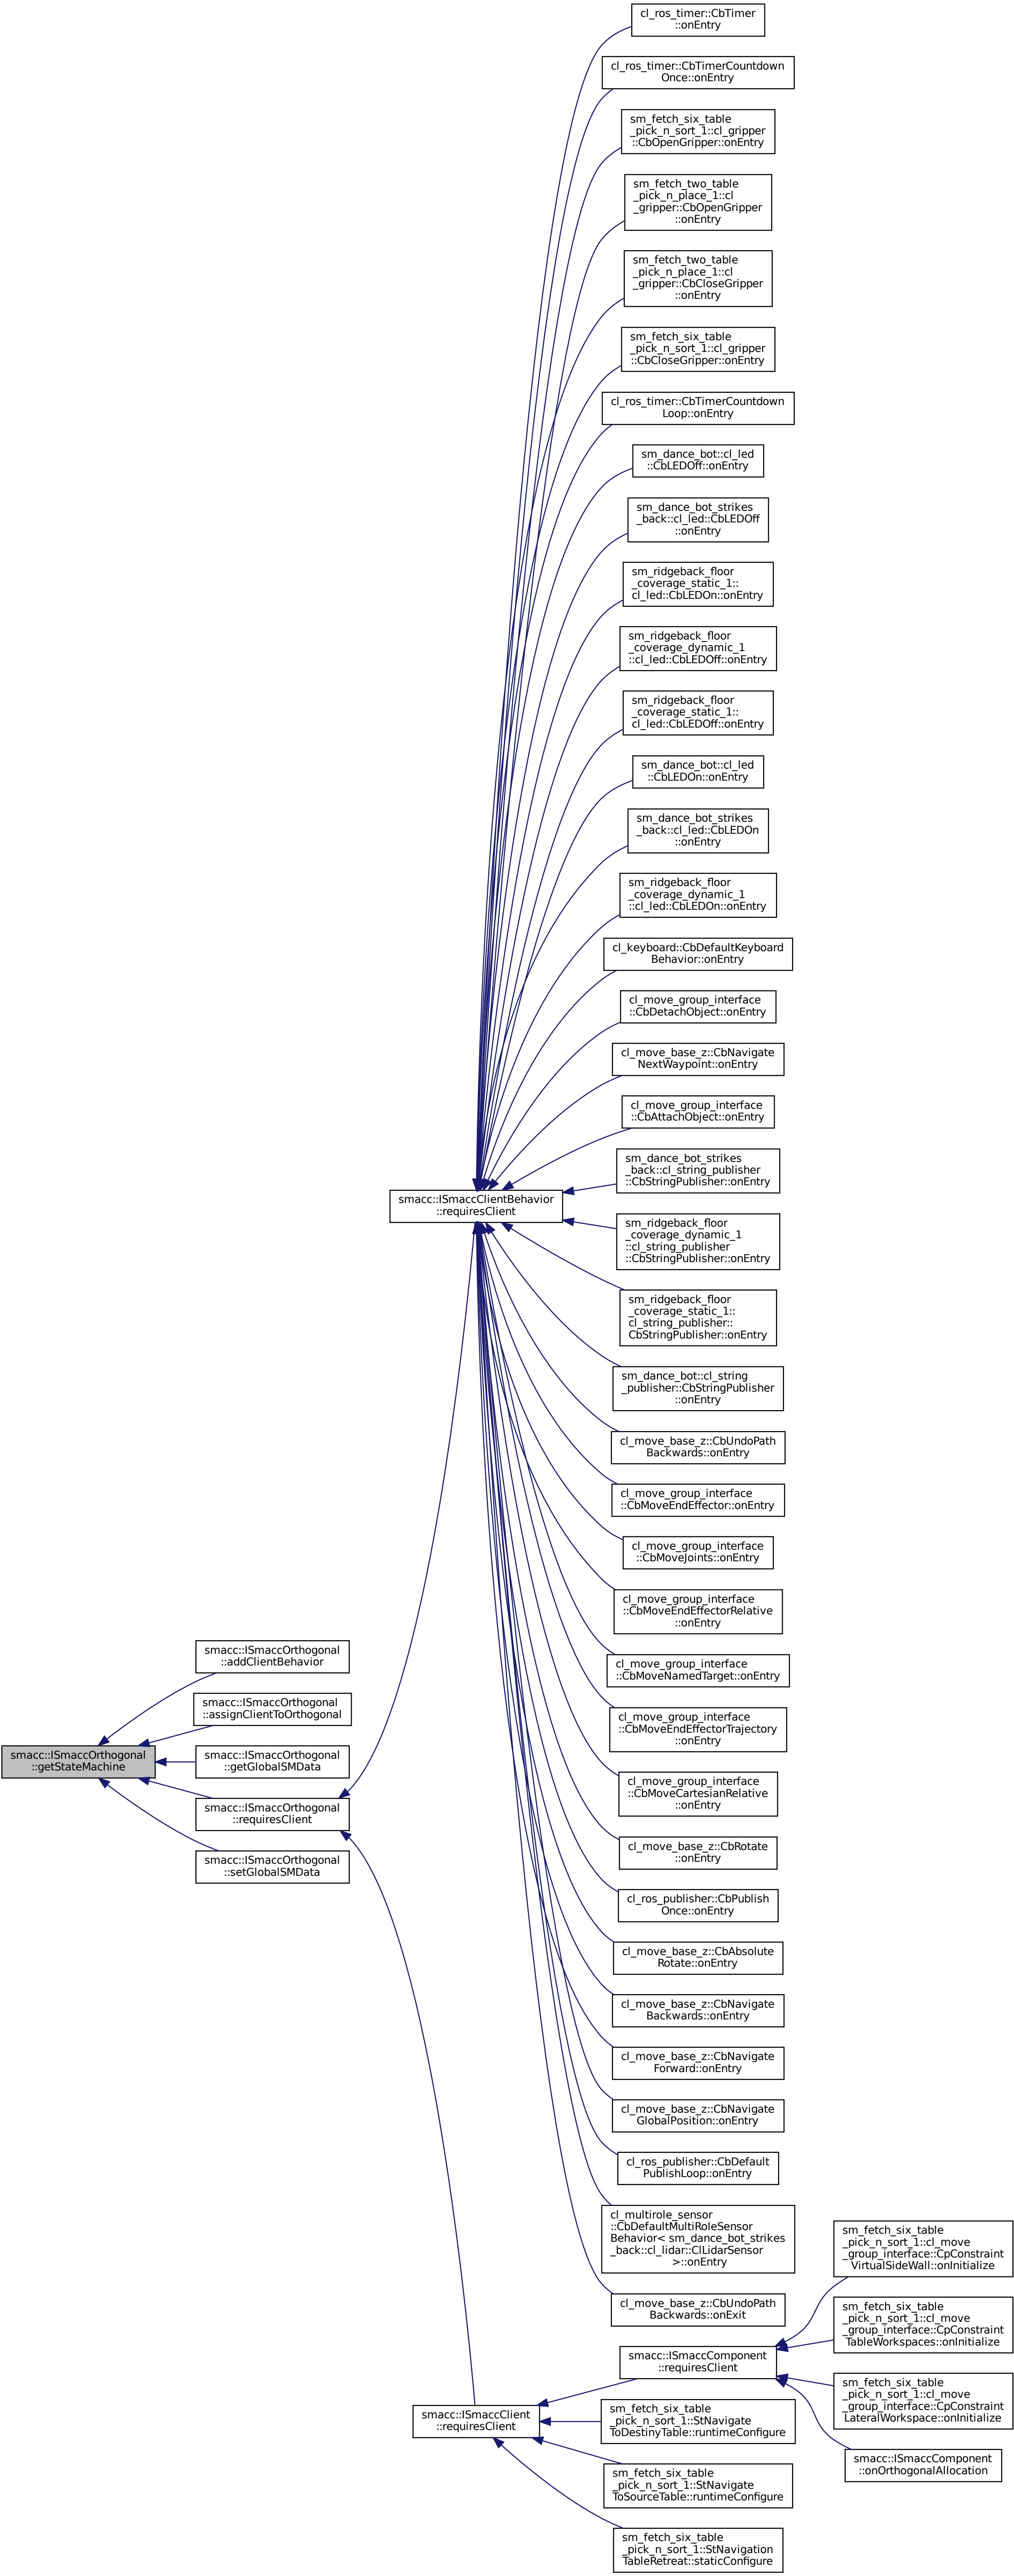 cl_ros_timer::CbTimer
::onEntry
cl_ros_timer::CbTimerCountdown
Once::onEntry
sm_fetch_six_table
_pick_n_sort_1::cl_gripper
::CbOpenGripper::onEntry
sm_fetch_two_table
_pick_n_place_1::cl
_gripper::CbOpenGripper
::onEntry
sm_fetch_two_table
_pick_n_place_1::cl
_gripper::CbCloseGripper
::onEntry
sm_fetch_six_table
_pick_n_sort_1::cl_gripper
::CbCloseGripper::onEntry
cl_ros_timer::CbTimerCountdown
Loop::onEntry
sm_dance_bot::cl_led
::CbLEDOff::onEntry
sm_dance_bot_strikes
_back::cl_led::CbLEDOff
::onEntry
sm_ridgeback_floor
_coverage_static_1::
cl_led::CbLEDOn::onEntry
sm_ridgeback_floor
_coverage_dynamic_1
::cl_led::CbLEDOff::onEntry
sm_ridgeback_floor
_coverage_static_1::
cl_led::CbLEDOff::onEntry
sm_dance_bot::cl_led
::CbLEDOn::onEntry
sm_dance_bot_strikes
_back::cl_led::CbLEDOn
::onEntry
sm_ridgeback_floor
_coverage_dynamic_1
::cl_led::CbLEDOn::onEntry
cl_keyboard::CbDefaultKeyboard
Behavior::onEntry
cl_move_group_interface
::CbDetachObject::onEntry
cl_move_base_z::CbNavigate
NextWaypoint::onEntry
cl_move_group_interface
::CbAttachObject::onEntry
sm_dance_bot_strikes
_back::cl_string_publisher
::CbStringPublisher::onEntry
smacc::ISmaccClientBehavior
::requiresClient
sm_ridgeback_floor
_coverage_dynamic_1
::cl_string_publisher
::CbStringPublisher::onEntry
sm_ridgeback_floor
_coverage_static_1::
cl_string_publisher::
CbStringPublisher::onEntry
sm_dance_bot::cl_string
_publisher::CbStringPublisher
::onEntry
cl_move_base_z::CbUndoPath
Backwards::onEntry
cl_move_group_interface
::CbMoveEndEffector::onEntry
cl_move_group_interface
::CbMoveJoints::onEntry
cl_move_group_interface
::CbMoveEndEffectorRelative
::onEntry
cl_move_group_interface
::CbMoveNamedTarget::onEntry
cl_move_group_interface
::CbMoveEndEffectorTrajectory
::onEntry
cl_move_group_interface
::CbMoveCartesianRelative
::onEntry
smacc::ISmaccOrthogonal
::addClientBehavior
smacc::ISmaccOrthogonal
::assignClientToOrthogonal
smacc::ISmaccOrthogonal
::getStateMachine
smacc::ISmaccOrthogonal
::getGlobalSMData
smacc::ISmaccOrthogonal
::requiresClient
smacc::ISmaccOrthogonal
::setGlobalSMData
cl_move_base_z::CbRotate
::onEntry
cl_ros_publisher::CbPublish
Once::onEntry
cl_move_base_z::CbAbsolute
Rotate::onEntry
cl_move_base_z::CbNavigate
Backwards::onEntry
cl_move_base_z::CbNavigate
Forward::onEntry
cl_move_base_z::CbNavigate
GlobalPosition::onEntry
cl_ros_publisher::CbDefault
PublishLoop::onEntry
cl_multirole_sensor
::CbDefaultMultiRoleSensor
Behavior< sm_dance_bot_strikes
_back::cl_lidar::ClLidarSensor
>::onEntry
cl_move_base_z::CbUndoPath
Backwards::onExit
smacc::ISmaccComponent
::requiresClient
smacc::ISmaccClient
::requiresClient
sm_fetch_six_table
_pick_n_sort_1::StNavigate
ToDestinyTable::runtimeConfigure
sm_fetch_six_table
_pick_n_sort_1::StNavigate
ToSourceTable::runtimeConfigure
sm_fetch_six_table
_pick_n_sort_1::StNavigation
TableRetreat::staticConfigure
sm_fetch_six_table
_pick_n_sort_1::cl_move
_group_interface::CpConstraint
VirtualSideWall::onInitialize
sm_fetch_six_table
_pick_n_sort_1::cl_move
_group_interface::CpConstraint
TableWorkspaces::onInitialize
sm_fetch_six_table
_pick_n_sort_1::cl_move
_group_interface::CpConstraint
LateralWorkspace::onInitialize
smacc::ISmaccComponent
::onOrthogonalAllocation